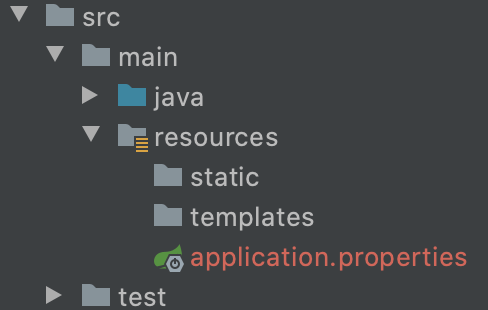 src
main
java
resources
static
templates
application.properties
test